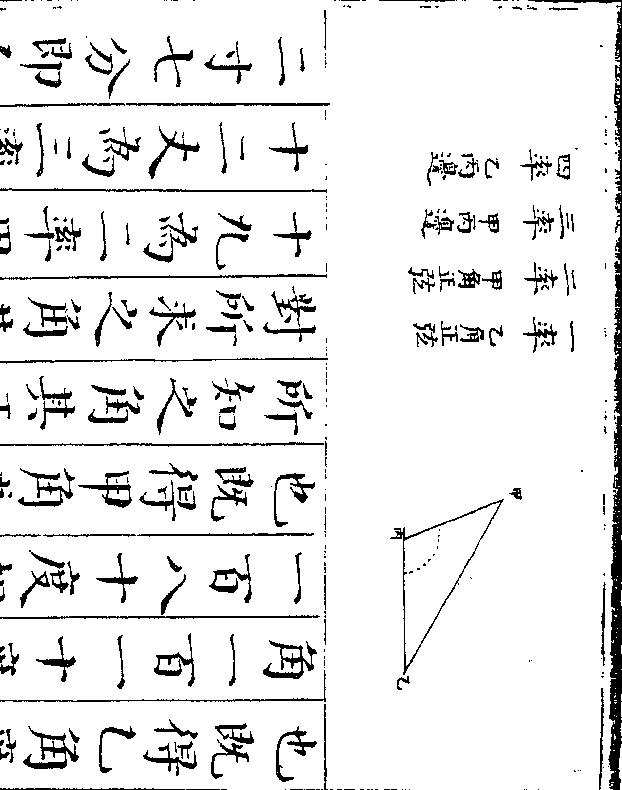 甲
丙
乙
一率 乙角正弦
二率 甲角正弦
三率 甲丙邊
四率 乙丙邊
也既得乙角
角一百一十
一百八十度
也既得甲角
所知之角其
對所求之角
十九為二率甲
十二丈為三率
二寸七分即